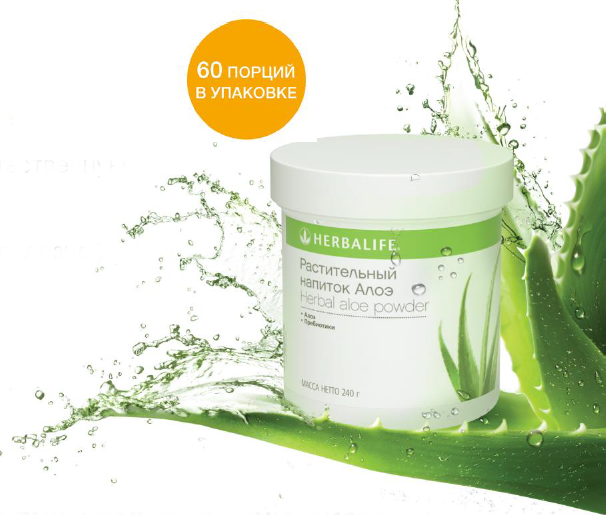 60 ПОРЦИЙ
В УПАКОВКЕ
HERBALIFE
Растительный
напиток Алоэ
Herbal aloe powder
• Алоэ
• Пребиотики
МАССА НЕТТО 240 г